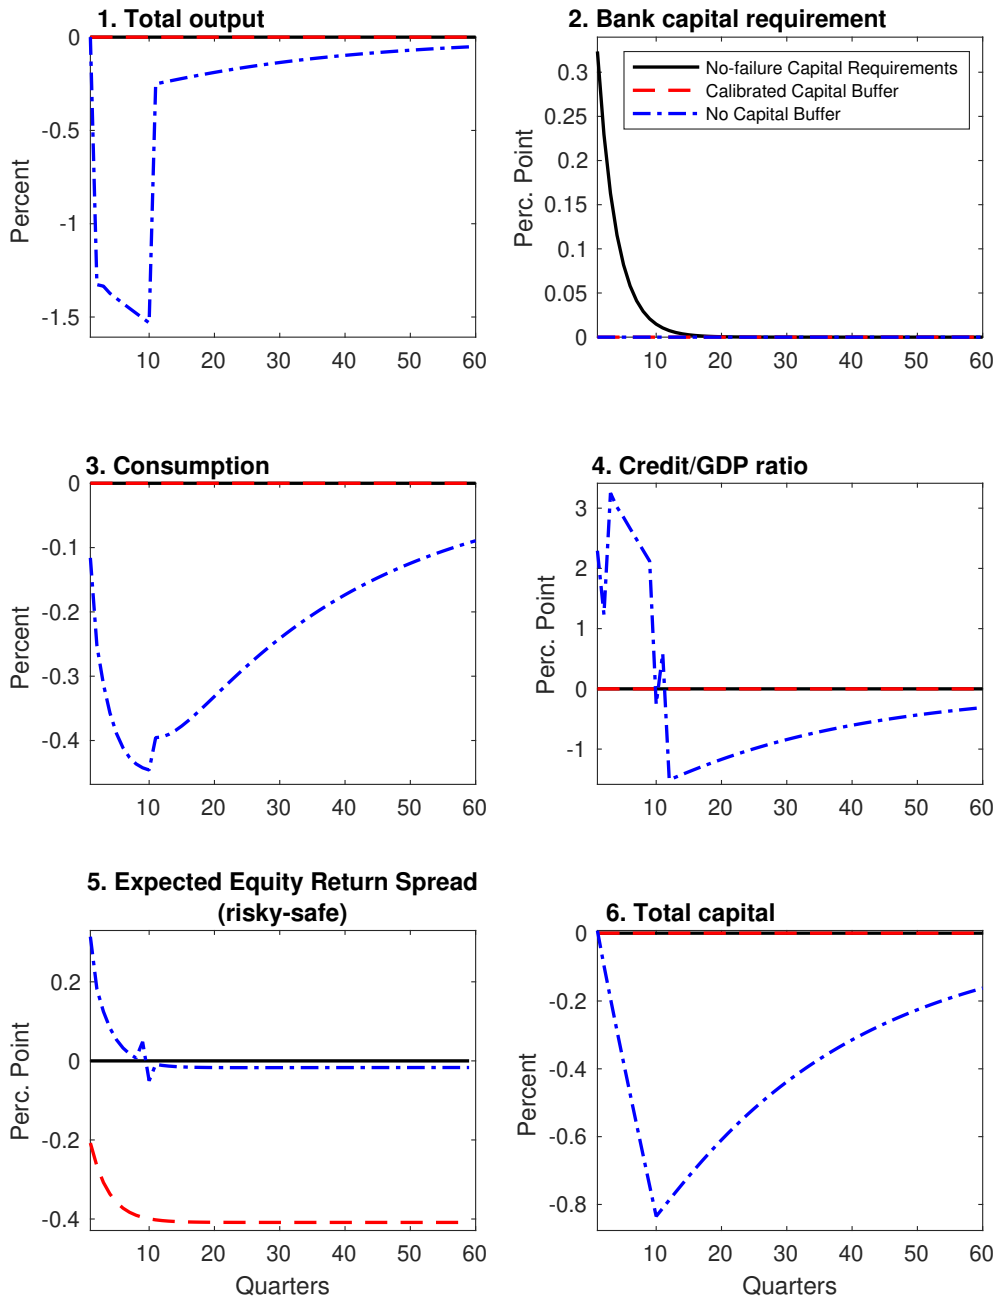 1. Total output
0
-0.5
-1
-1.5
Percent
10 20 30 40 50 60
2. Bank capital requirement
0.3
0.25
0.2
0.15
0.1
0.05
0
Perc. Point
No-failure Capital Requirements
Calibrated Capital Buffer
No Capital Buffer
10 20 30 40 50 60
3. Consumption
0
-0.1
-0.2
-0.3
-0.4
Percent
10 20 30 40 50 60
4. Credit/GDP ratio
3
2
1
0
-1
Perc. Point
10 20 30 40 50 60
5. Expected Equity Return Spread
(risky-safe)
0.2
0
-0.2
-0.4
Perc. Point
10 20 30 40 50 60
Quarters
6. Total capital
0
-0.2
-0.4
-0.6
-0.8
Percent
10 20 30 40 50 60
Quarters